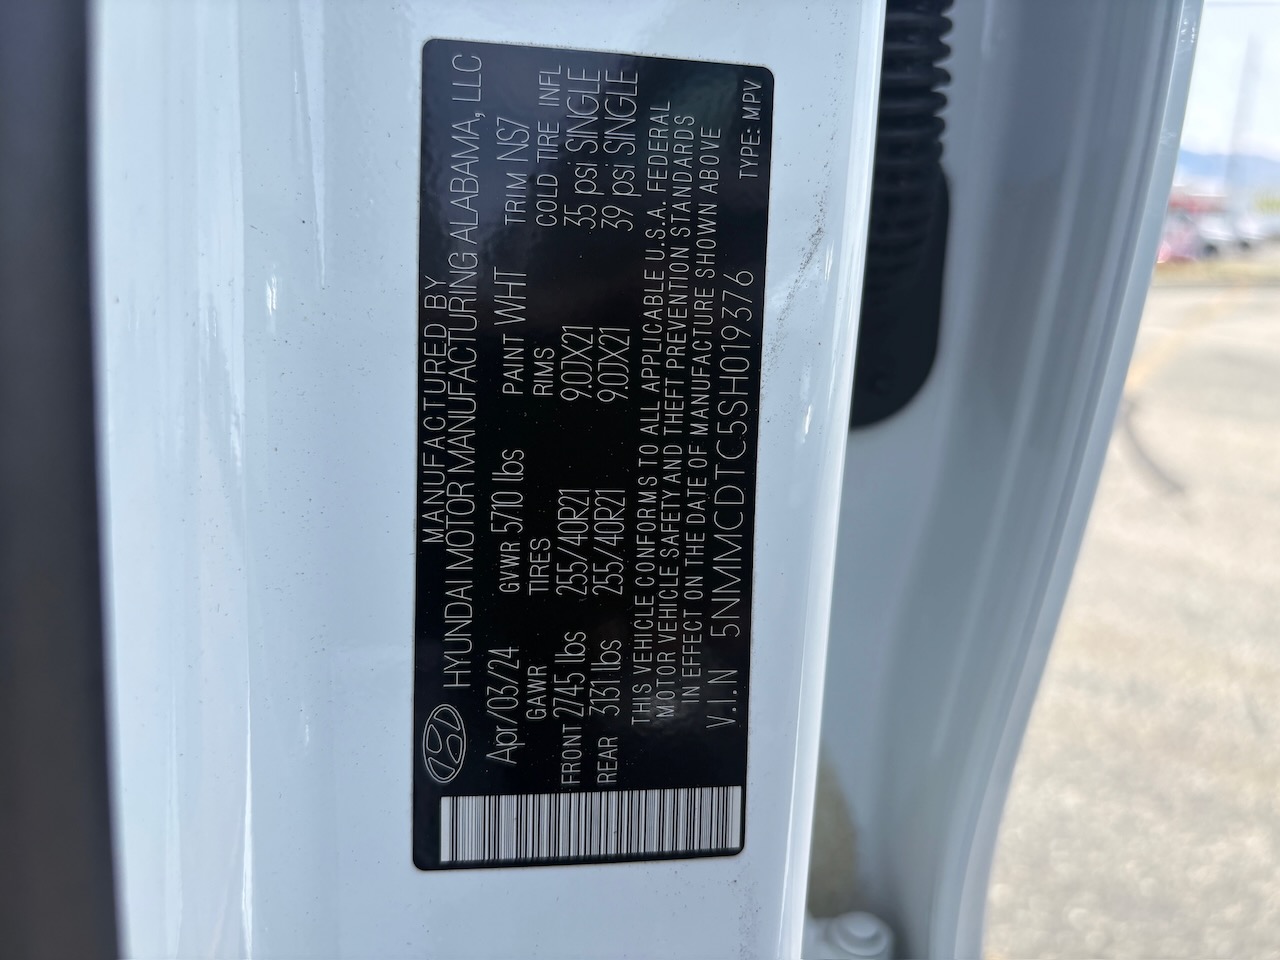 MANUFACTURED BY
HYUNDAI MOTOR MANUFACTURING ALABAMA, LLC
Apr/03/24 GVWR 5710 lbs PAINT WHT TRIM NS7
GAWR TIRES RIMS COLD TIRE INFL
FRONT 2745 lbs 255/40R21 9.0JX21 35 psi SINGLE
REAR 3131 lbs 255/40R21 9.0JX21 39 psi SINGLE
THIS VEHICLE CONFORMS TO ALL APPLICABLE U.S.A. FEDERAL
MOTOR VEHICLE SAFETY AND THEFT PREVENTION STANDARDS
IN EFFECT ON THE DATE OF MANUFACTURE SHOWN ABOVE
V.I.N 5NMMCDTC5SH019376 TYPE: MPV